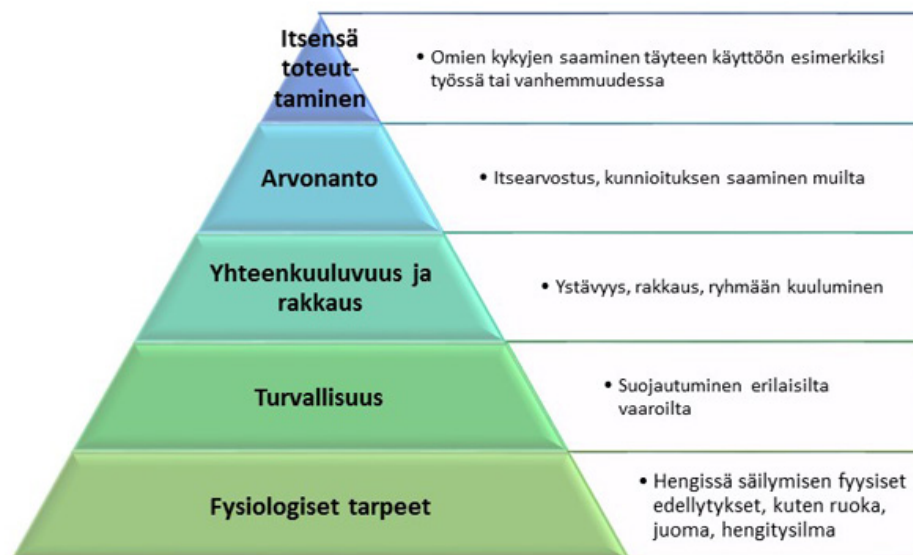 Itsensä
toteut-
taminen
• Omien kykyjen saaminen täyteen käyttöön esimerkiksi
työssä tai vanhemmuudessa
Arvonanto
• Itsearvostus, kunnioituksen saaminen muilta
Yhteenkuuluvuus ja
rakkaus
• Ystävyys, rakkaus, ryhmään kuuluminen
Turvallisuus
• Suojautuminen erilaisilta
vaaroilta
Fysiologiset tarpeet
• Hengissä säilymisen fyysiset
edellytykset, kuten ruoka,
juoma, hengitysilma